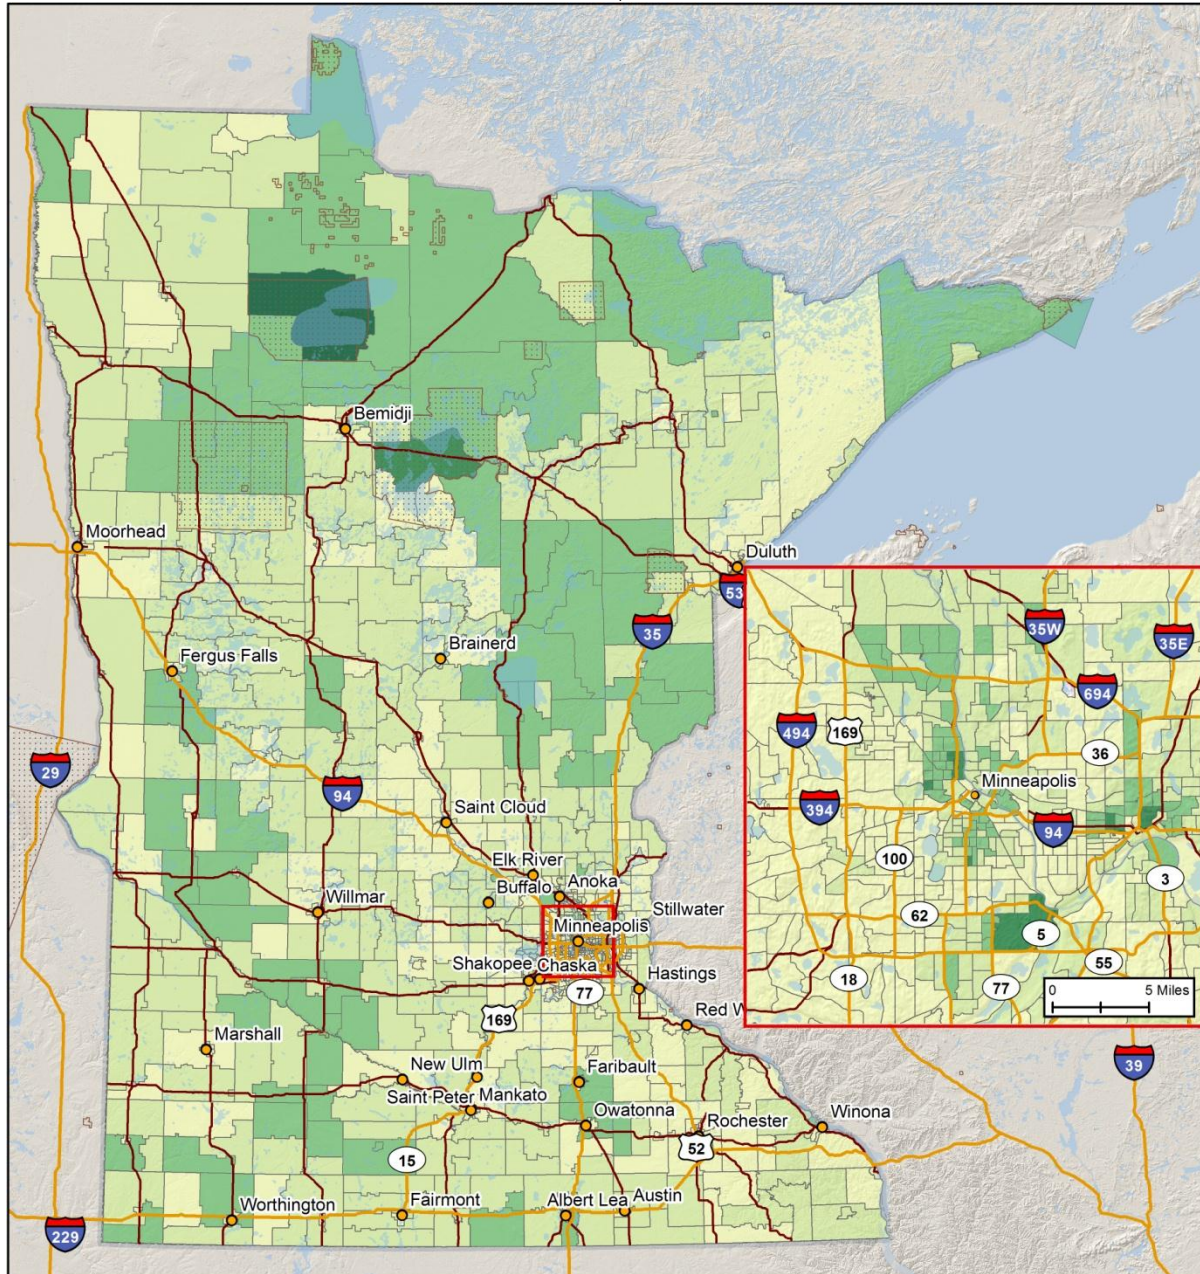 Bemidji
Moorhead
Duluth
53
35
Brainerd
Fergus Falls
35W
35E
694
494
169
36
29
94
Minneapolis
394
Saint Cloud
94
100
Elk River
3
Buffalo
Anoka
Willmar
62
Stillwater
5
Minneapolis
55
Shakopee
Chaska
18
77
0
5 Miles
Hastings
77
169
Red W
Marshall
39
New Ulm
Faribault
Saint Peter
Mankato
Owatonna
Rochester
Winona
52
15
Worthington
Fairmont
Albert Lea
Austin
229